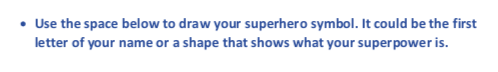 • Use the space below to draw your superhero symbol. It could be the first
letter of your name or a shape that shows what your superpower is.